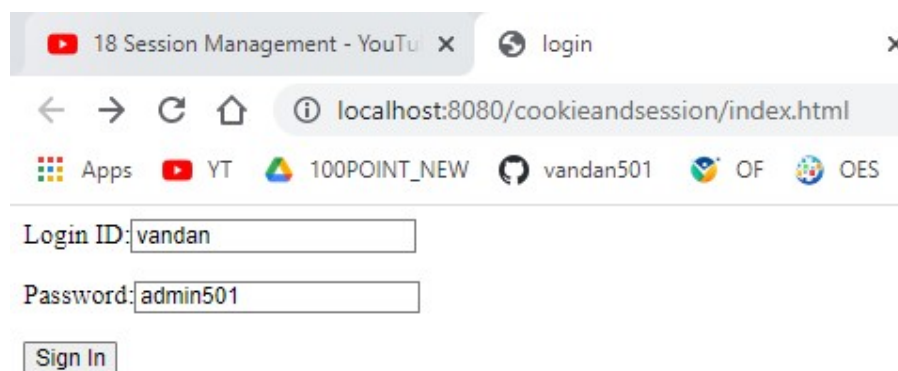 18 Session Management - YouTu
login
localhost:8080/cookieandsession/index.html
Apps YT 100POINT_NEW vandan501 OF OES
Login ID: vandan
Password: admin501
Sign In